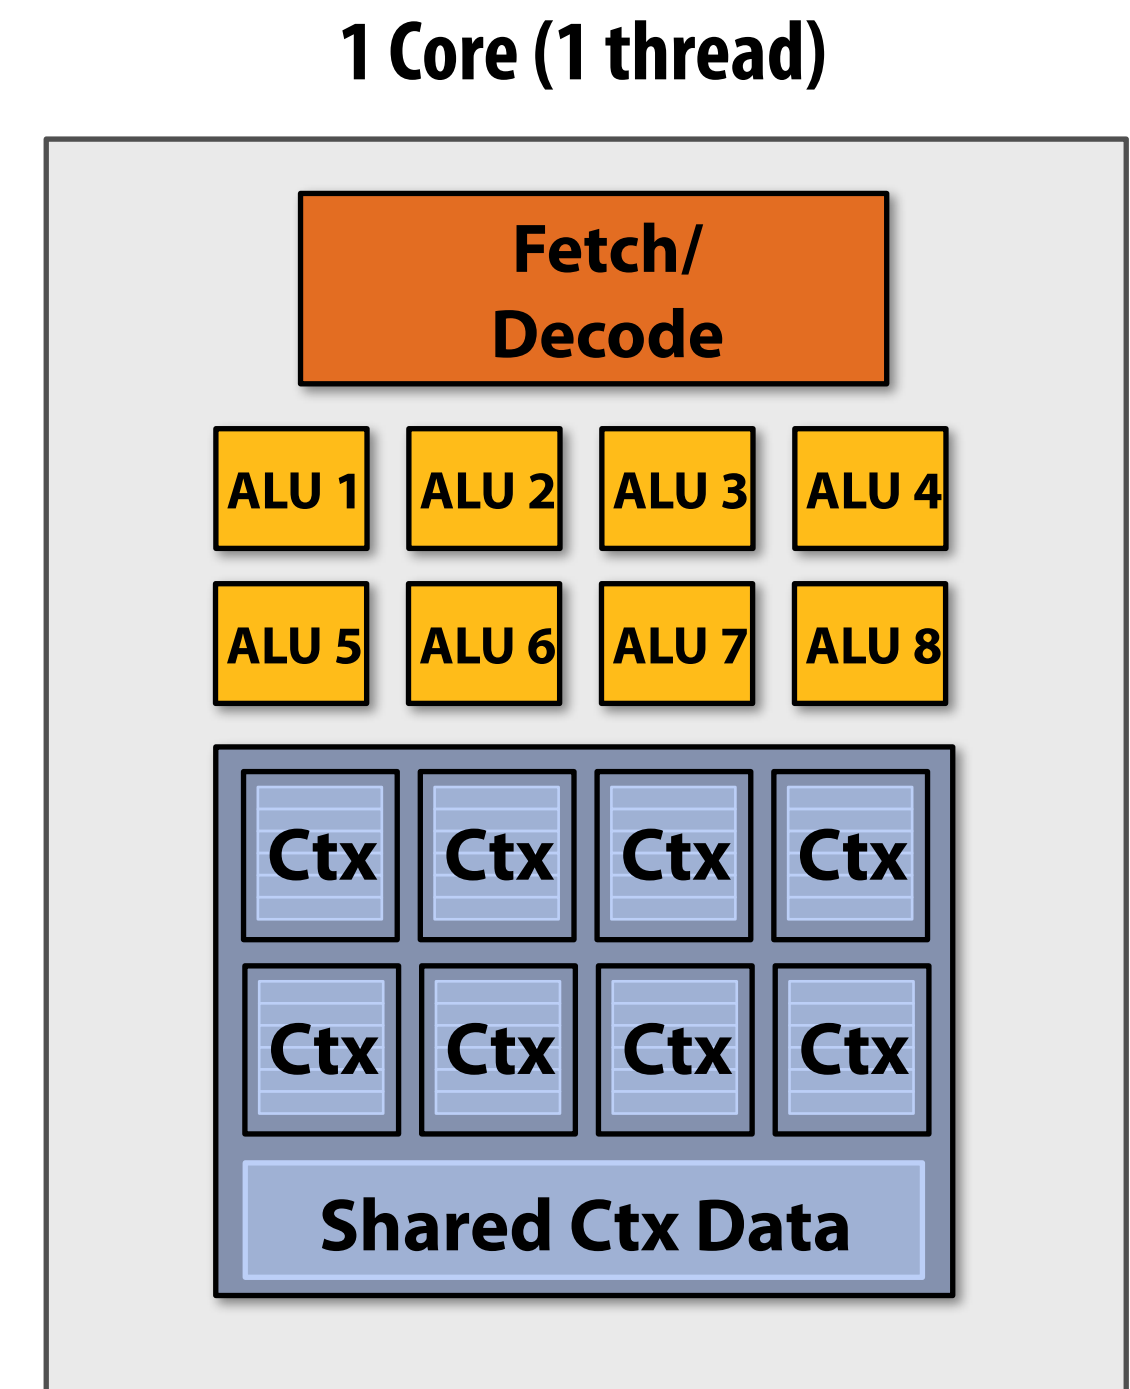 1 Core (1 thread)
Fetch/
Decode
ALU 1 ALU 2 ALU 3 ALU 4
ALU 5 ALU 6 ALU 7 ALU 8
Ctx Ctx Ctx Ctx
Ctx Ctx Ctx Ctx
Shared Ctx Data